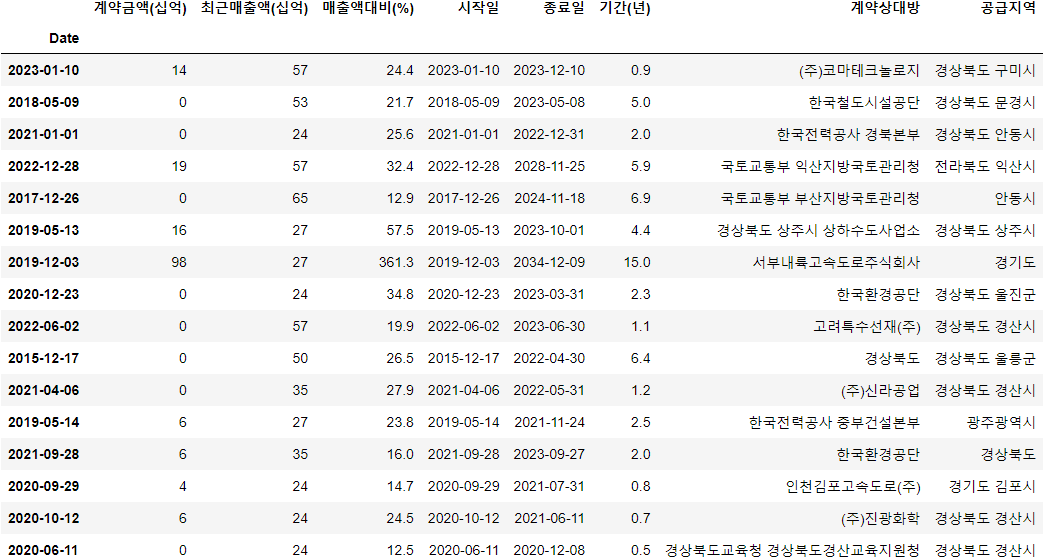 계약금액(십억) 최근매출액(십억) 매출액대비(%) 시작일 종료일 기간(년) 계약상대방 공급지역
Date
2023-01-10 14 57 24.4 2023-01-10 2023-12-10 0.9 (주)코마테크놀로지 경상북도 구미시
2018-05-09 0 53 21.7 2018-05-09 2023-05-08 5.0 한국철도시설공단 경상북도 문경시
2021-01-01 0 24 25.6 2021-01-01 2022-12-31 2.0 한국전력공사 경북본부 경상북도 안동시
2022-12-28 19 57 32.4 2022-12-28 2028-11-25 5.9 국토교통부 익산지방국토관리청 전라북도 익산시
2017-12-26 0 65 12.9 2017-12-26 2024-11-18 6.9 국토교통부 부산지방국토관리청 안동시
2019-05-13 16 27 57.5 2019-05-13 2023-10-01 4.4 경상북도 상주시 상하수도사업소 경상북도 상주시
2019-12-03 98 27 361.3 2019-12-03 2034-12-09 15.0 서부내륙고속도로주식회사 경기도
2020-12-23 0 24 34.8 2020-12-23 2023-03-31 2.3 한국환경공단 경상북도 울진군
2022-06-02 0 57 19.9 2022-06-02 2023-06-30 1.1 고려특수선재(주) 경상북도 경산시
2015-12-17 0 50 26.5 2015-12-17 2022-04-30 6.4 경상북도 경상북도 울릉군
2021-04-06 0 35 27.9 2021-04-06 2022-05-31 1.2 (주)신라공업 경상북도 경산시
2019-05-14 6 27 23.8 2019-05-14 2021-11-24 2.5 한국전력공사 중부건설본부 광주광역시
2021-09-28 6 35 16.0 2021-09-28 2023-09-27 2.0 한국환경공단 경상북도
2020-09-29 4 24 14.7 2020-09-29 2021-07-31 0.8 인천김포고속도로(주) 경기도 김포시
2020-10-12 6 24 24.5 2020-10-12 2021-06-11 0.7 (주)진광화학 경상북도 경산시
2020-06-11 0 24 12.5 2020-06-11 2020-12-08 0.5 경상북도교육청 경상북도경산교육지원청 경상북도 경산시